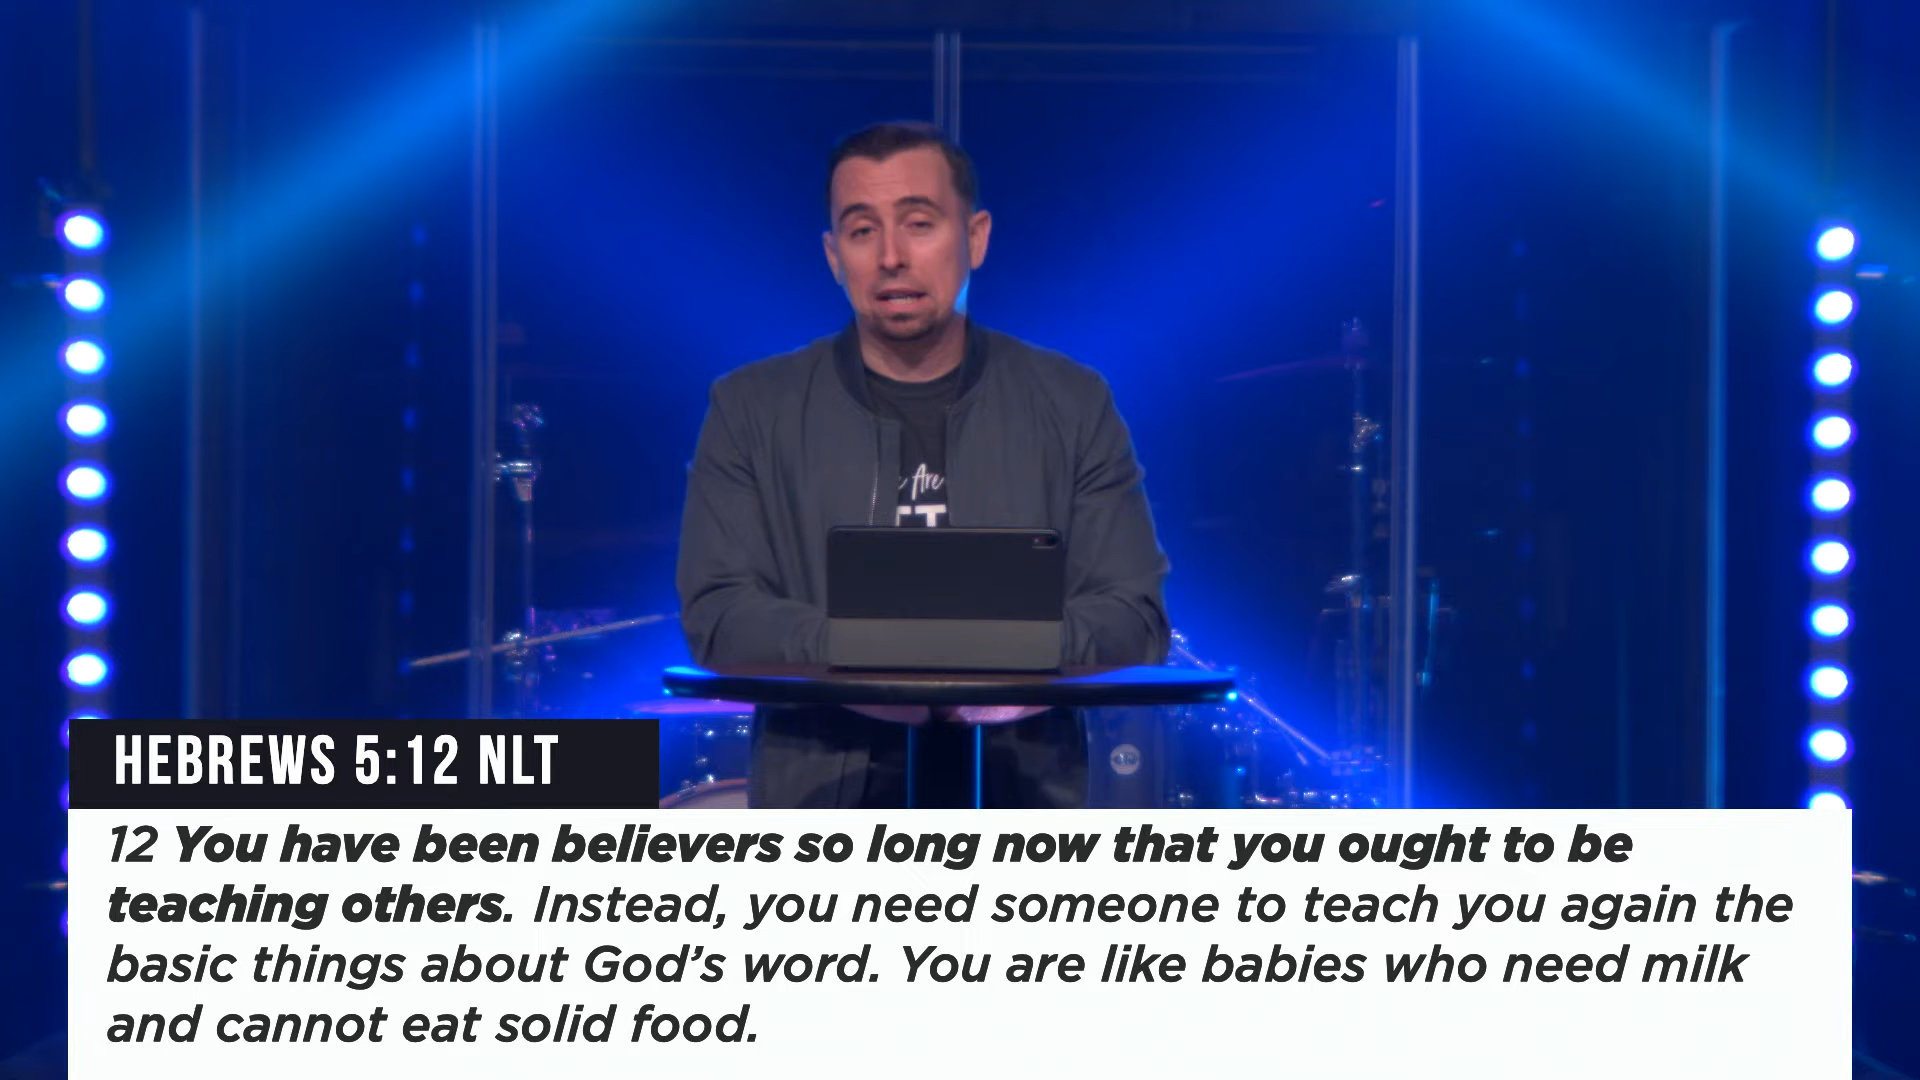 Are
HEBREWS 5:12 NLT
12 You have been believers so long now that you ought to be
teaching others. Instead, you need someone to teach you again the
basic things about God’s word. You are like babies who need milk
and cannot eat solid food.